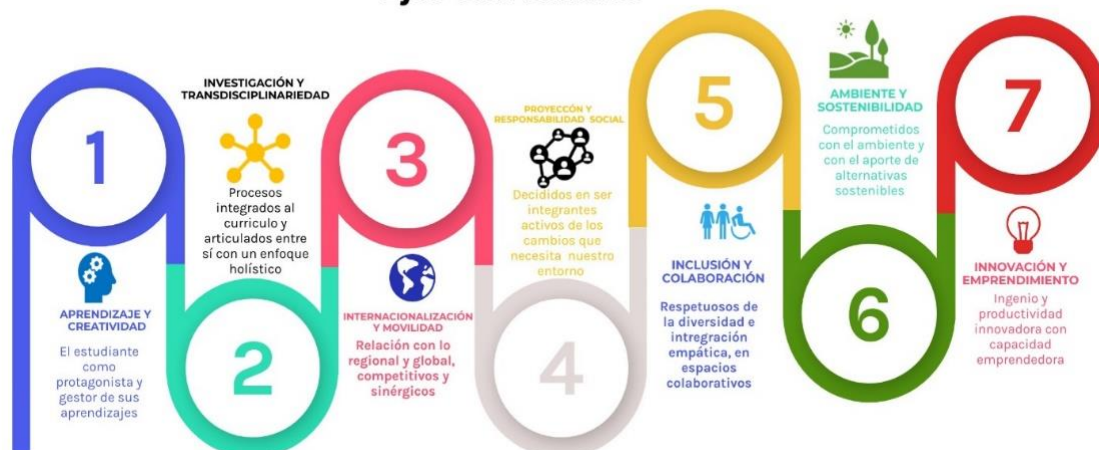 1
APRENDIZAJE Y
CREATIVIDAD
El estudiante
como
protagonista y
gestor de sus
aprendizajes
INVESTIGACIÓN Y
TRANSDISCIPLINARIEDAD
Procesos
integrados al
curriculo y
articulados entre
sí con un enfoque
holístico
2
3
INTERNACIONALIZACIÓN
Y MOVILIDAD
Relación con lo
regional y global,
competitivos y
sinérgicos
PROYECCÓN Y
RESPONSABILIDAD SOCIAL
Decididos en ser
integrantes
activos de los
cambios que
necesita nuestro
entorno
4
5
INCLUSIÓN Y
COLABORACIÓN
Respetuosos de
la diversidad e
intregración
empática, en
espacios
colaborativos
AMBIENTE Y
SOSTENIBILIDAD
Comprometidos
con el ambiente y
con el aporte de
alternativas
sostenibles
6
7
INNOVACIÓN Y
EMPRENDIMIENTO
Ingenio y
productividad
innovadora con
capacidad
emprendedora